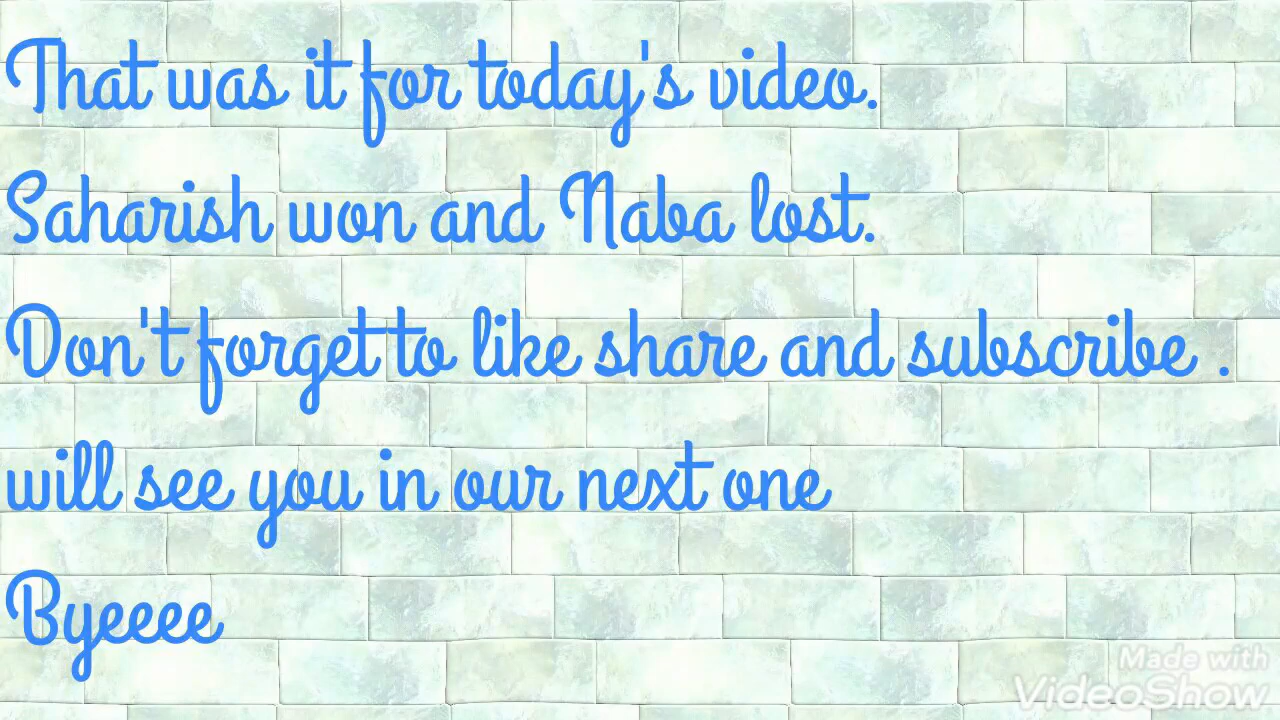 That was it for today's video.
Saharish won and Naba lost.
Don't forget to like share and subscribe .
will see you in our next one
Byeeee
Made with
VideoShow